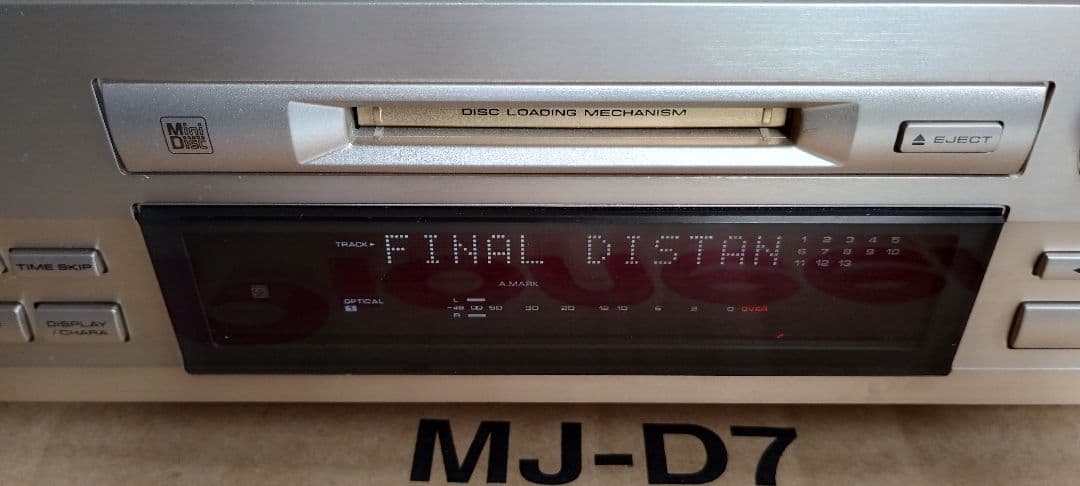 DISC LOADING MECHANISM
Mini Disc
EJECT
TRACK FINAL DISTAN
1 2 3 4 5
6 7 8 9 10
11 12 13
TIME SKIP
A.MARK
OPTICAL
1
L
50 30 20 12 10 6 0 OVER
R
DISPLAY
/CHARA
MJ-D7